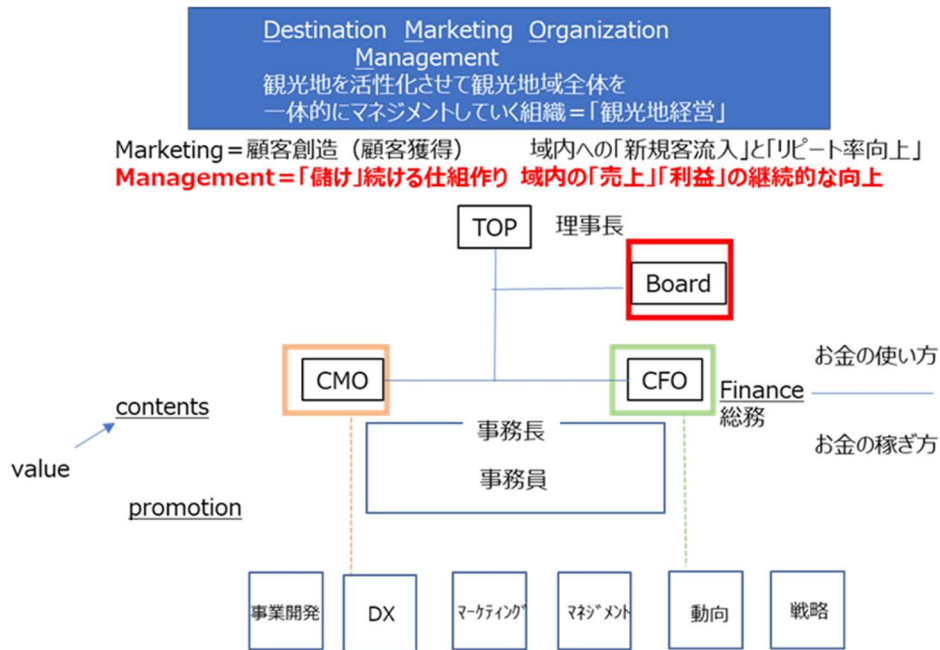 Destination Marketing Organization
Management
観光地を活性化させて観光地域全体を
一体的にマネジメントしていく組織＝「観光地経営」
Marketing＝顧客創造（顧客獲得） 域内への「新規客流入」と「リピート率向上」
Management＝「儲け」続ける仕組作り 域内の「売上」「利益」の継続的な向上
TOP 理事長
Board
CMO
CFO
お金の使い方
Finance
総務
お金の稼ぎ方
contents
value
promotion
事務長
事務員
事業開発
DX
ﾏｰｹﾃｨﾝｸﾞ
ﾏﾈｼﾞﾒﾝﾄ
動向
戦略